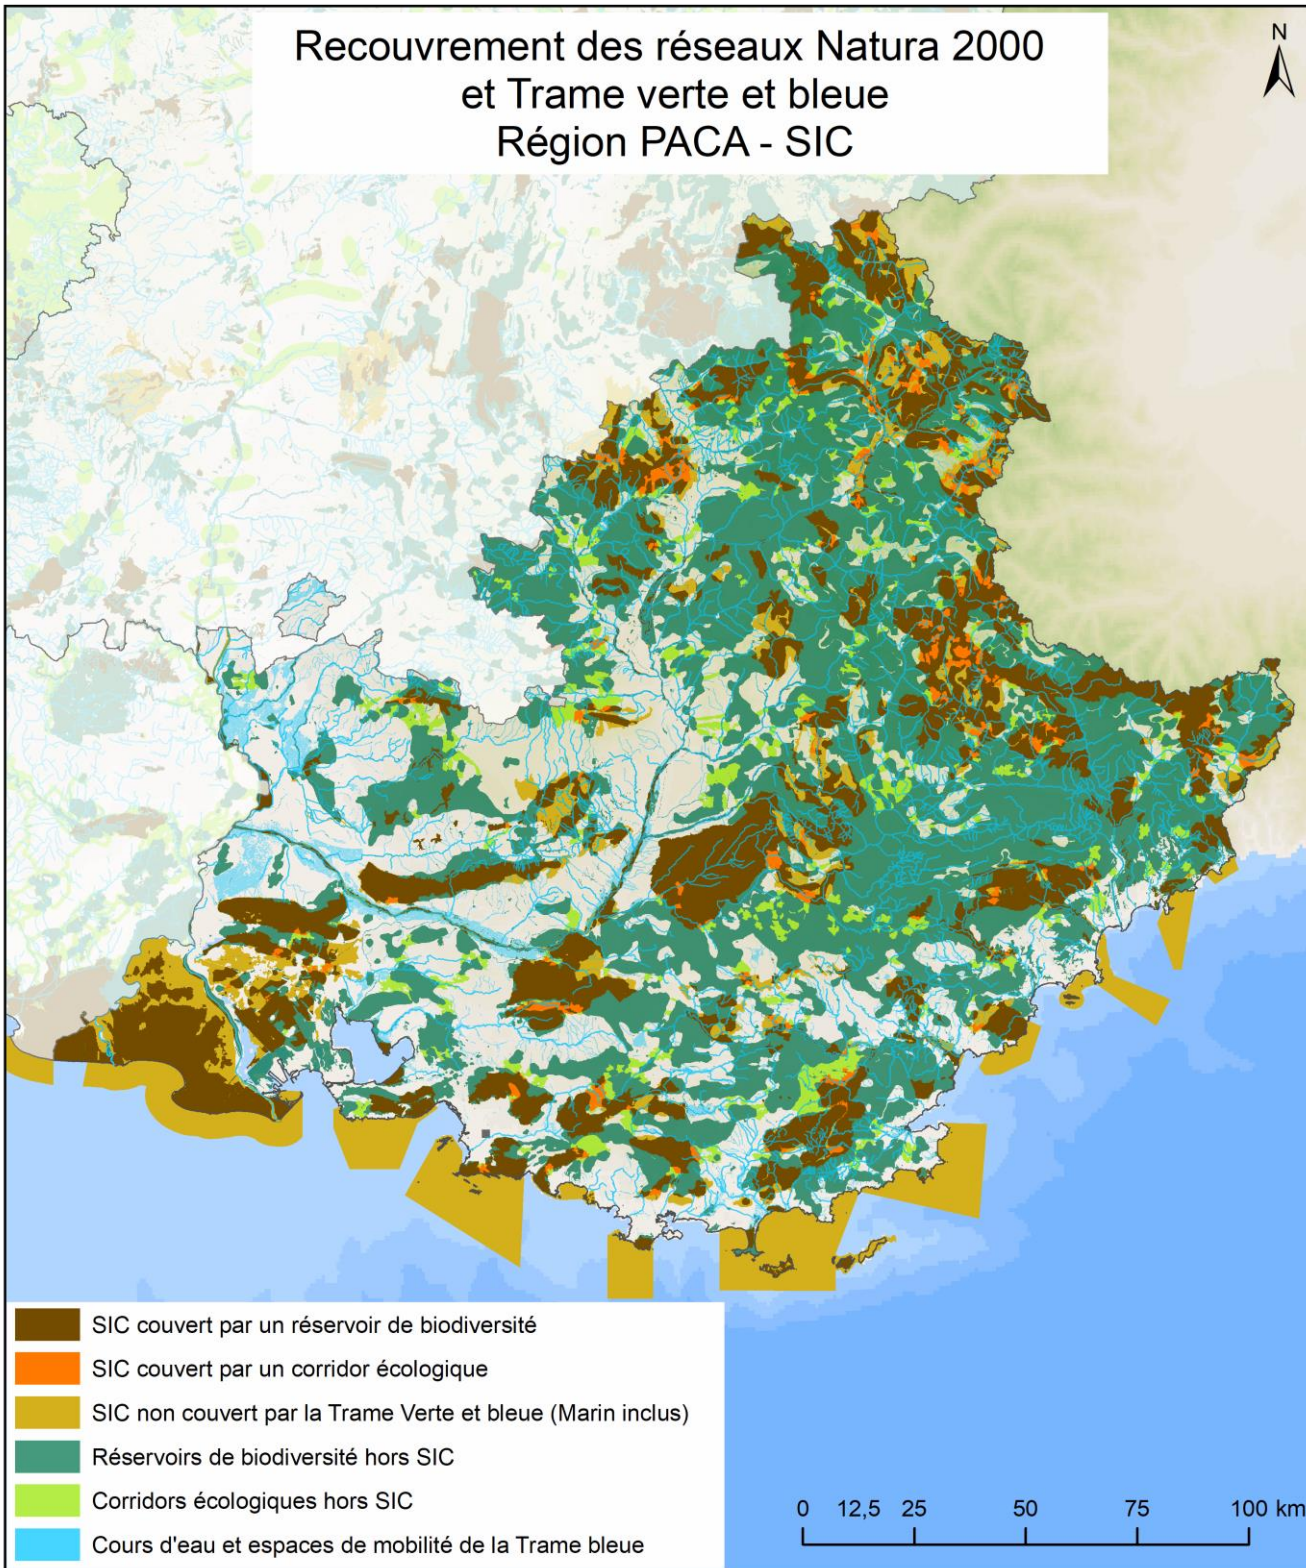 Recouvrement des réseaux Natura 2000
et Trame verte et bleue
Région PACA - SIC
N
SIC couvert par un réservoir de biodiversité
SIC couvert par un corridor écologique
SIC non couvert par la Trame Verte et bleue (Marin inclus)
Réservoirs de biodiversité hors SIC
Corridors écologiques hors SIC
Cours d'eau et espaces de mobilité de la Trame bleue
0 12,5 25 50 75 100 km